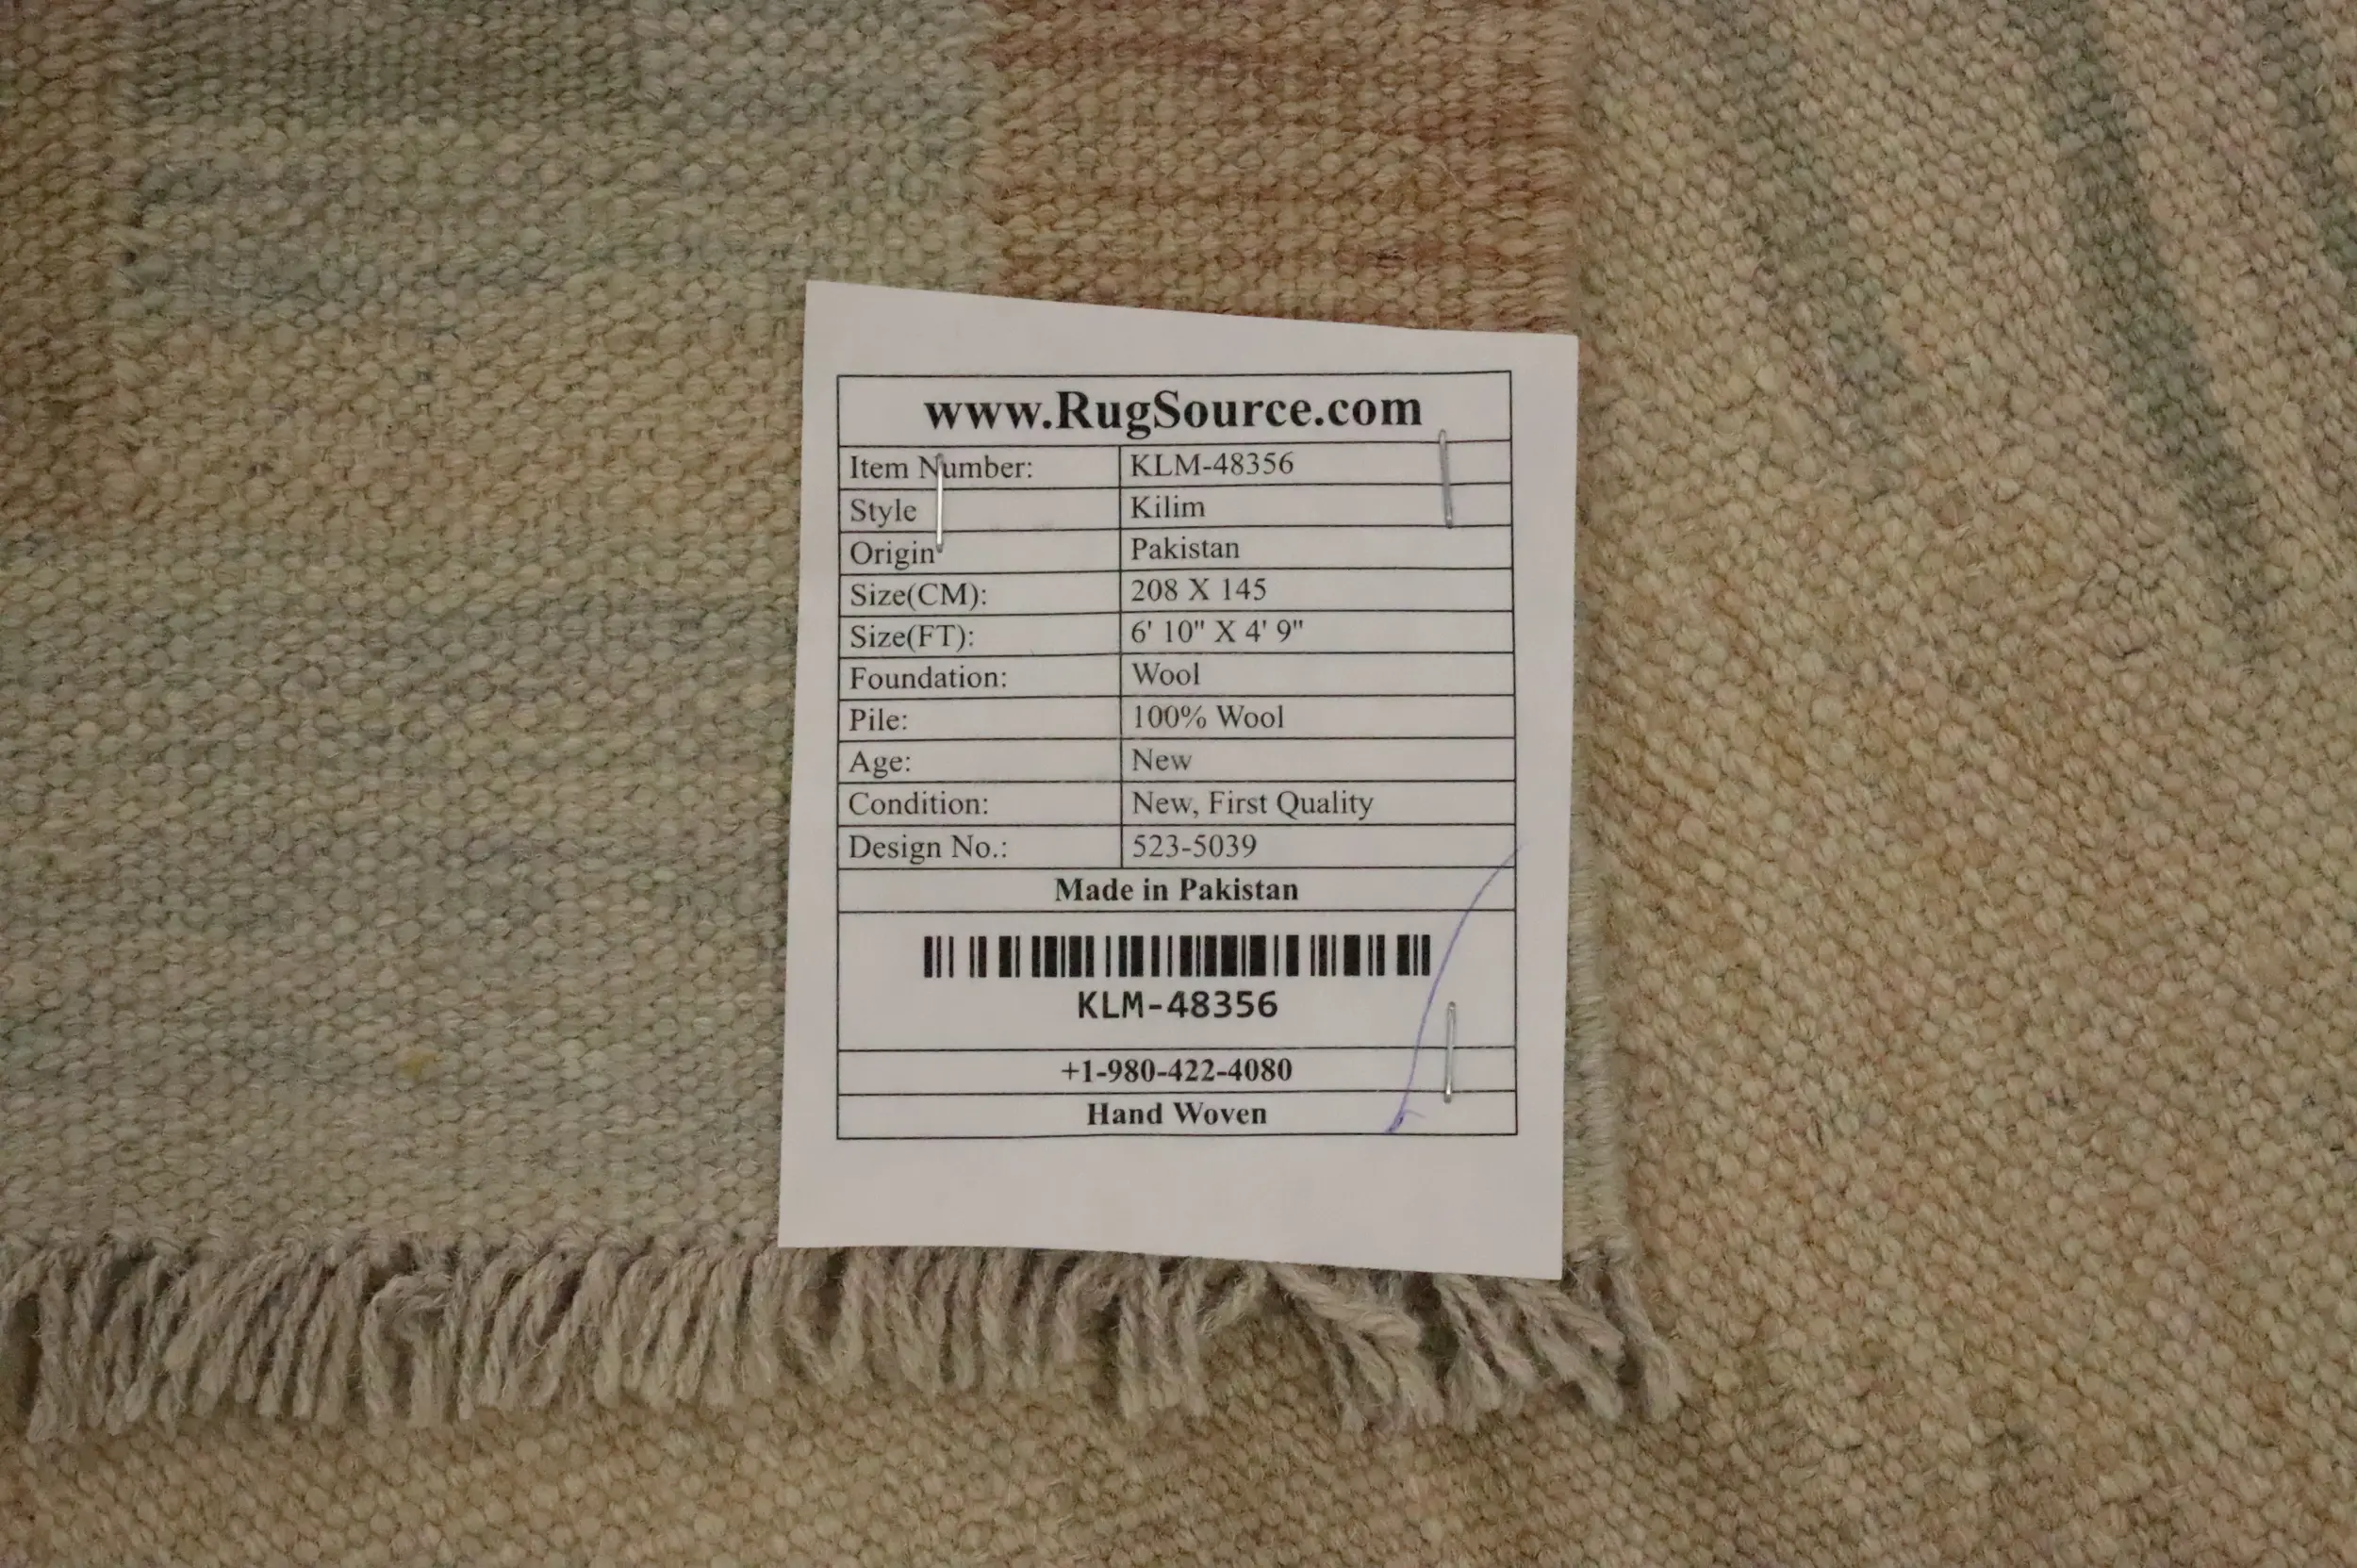 www.RugSource.com
Item Number: KLM-48356
Style Kilim
Origin Pakistan
Size(CM): 208 X 145
Size(FT): 6' 10" X 4' 9"
Foundation: Wool
Pile: 100% Wool
Age: New
Condition: New, First Quality
Design No.: 523-5039
Made in Pakistan
KLM-48356
+1-980-422-4080
Hand Woven